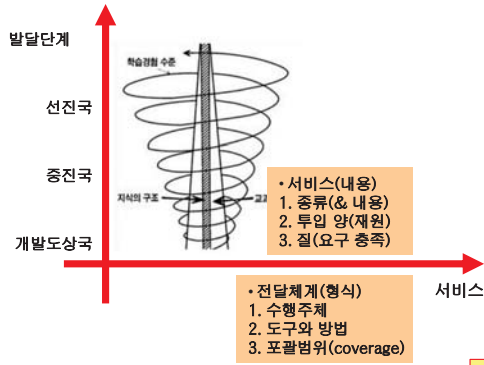 발달단계
학습경험 수준
선진국
중진국
지식의 구조
개발도상국
• 서비스(내용)
1. 종류(& 내용)
2. 투입 양(재원)
3. 질(요구 충족)
서비스
• 전달체계(형식)
1. 수행주체
2. 도구와 방법
3. 포괄범위(coverage)